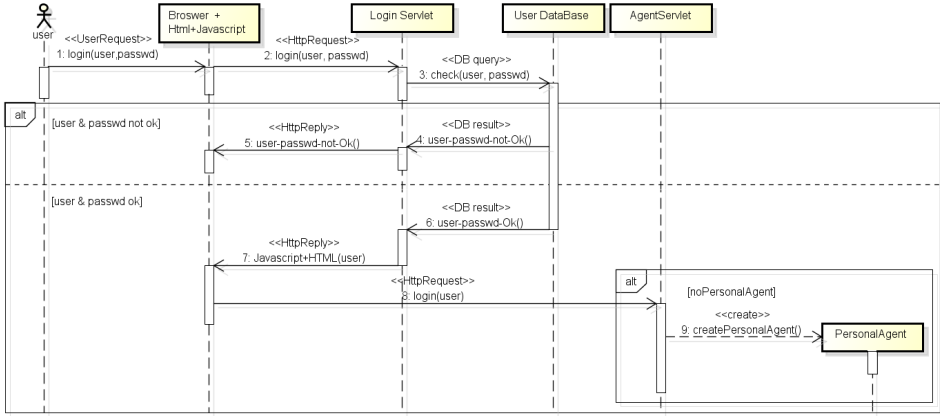 user
Broswer +
Html+Javascript
Login Servlet
User DataBase
AgentServlet
<<UserRequest>>
1: login(user,passwd)
<<HttpRequest>>
2: login(user, passwd)
<<DB query>>
3: check(user, passwd)
alt
[user & passwd not ok]
<<DB result>>
4: user-passwd-not-Ok()
<<HttpReply>>
5: user-passwd-not-Ok()
[user & passwd ok]
<<DB result>>
6: user-passwd-Ok()
<<HttpReply>>
7: Javascript+HTML(user)
<<HttpRequest>>
8: login(user)
alt
[noPersonalAgent]
<<create>>
9: createPersonalAgent()
PersonalAgent